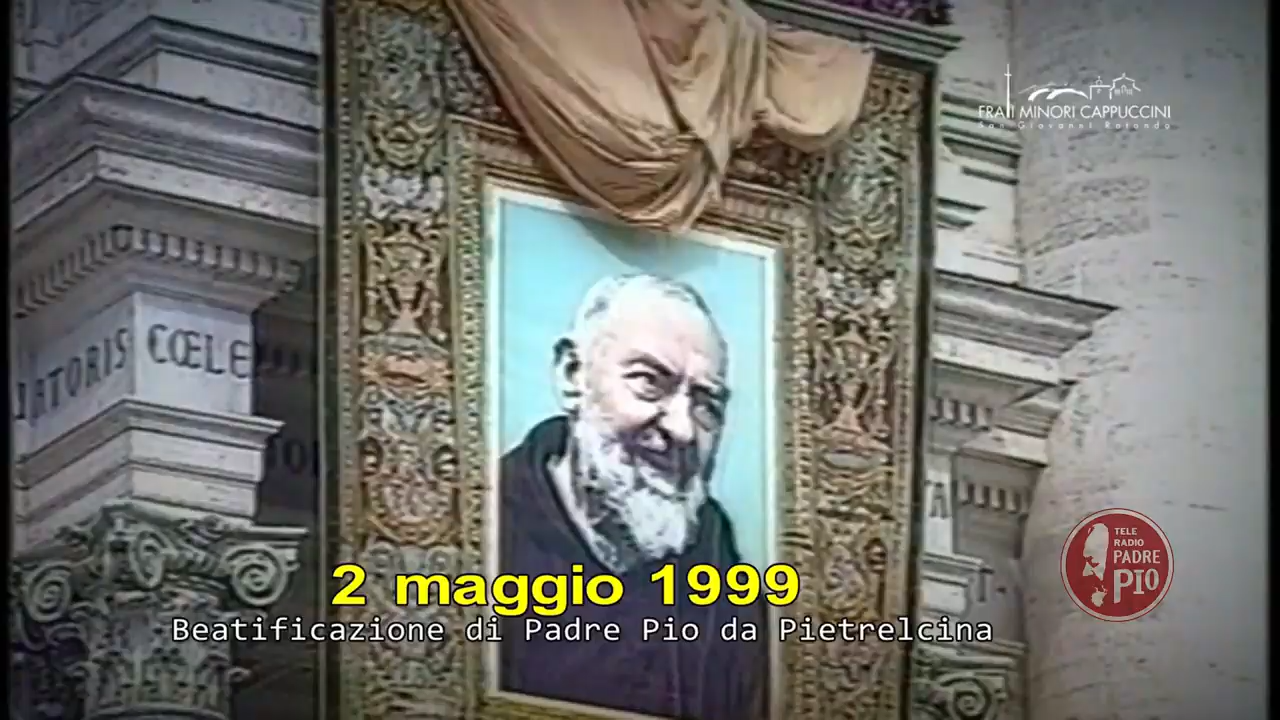 FRATI MINORI CAPPUCCINI
San Giovanni Rotondo
ATORIS CŒLE
TELE
RADIO
PADRE
PIO
2 maggio 1999
Beatificazione di Padre Pio da Pietrelcina